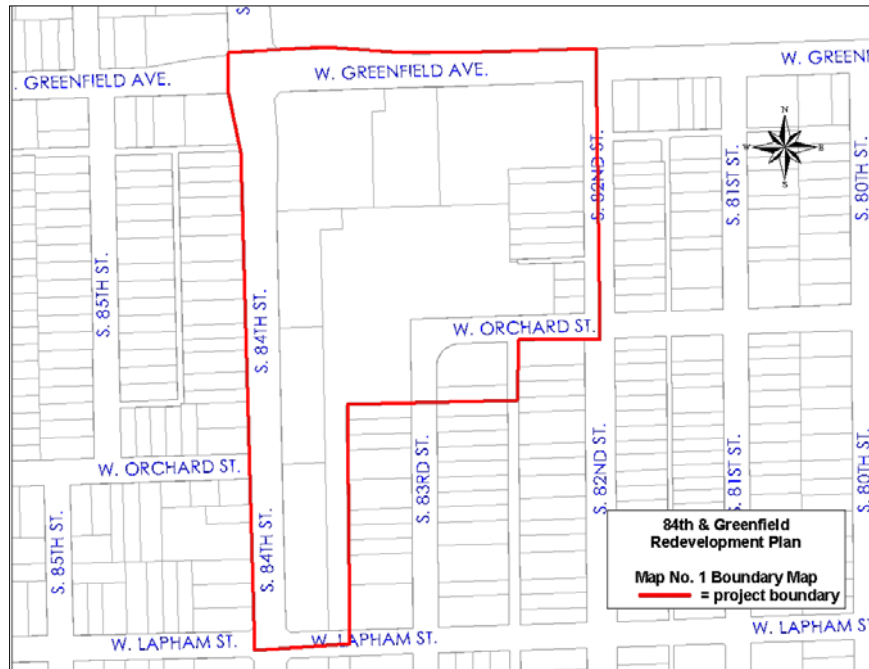 S.
W. GREENFIELD AVE.
W. GREENF
. GREENFIELD AVE.
N
W
E
S
S. 82ND ST.
S. 81ST ST.
S. 80TH ST.
S. 85TH ST.
S. 84TH ST.
W. ORCHARD ST.
W. ORCHARD ST.
S. 83RD ST.
S. 82ND ST.
S. 81ST ST.
S. 80TH ST.
S. 85TH ST.
S. 84TH ST.
84th & Greenfield
Redevelopment Plan
Map No. 1 Boundary Map
= project boundary
W. LAPHAM ST.
W. LAPHAM ST.
W. LAPHAM ST.